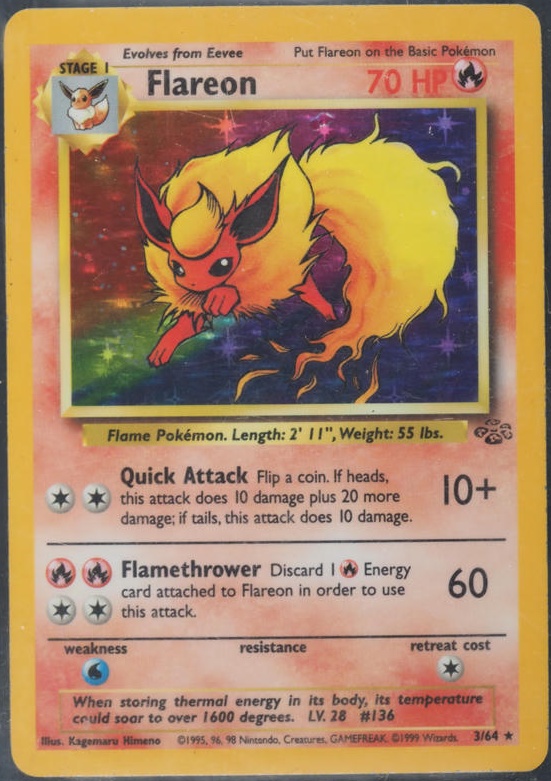 Evolves from Eevee
Put Flareon on the Basic Pokémon
STAGE 1
Flareon
70 HP
Flame Pokémon. Length: 2' 11", Weight: 55 lbs.
Quick Attack Flip a coin. If heads,
this attack does 10 damage plus 20 more
damage; if tails, this attack does 10 damage.
10+
Flamethrower Discard 1 Energy
card attached to Flareon in order to use
this attack.
60
weakness
resistance
retreat cost
When storing thermal energy in its body, its temperature
could soar to over 1600 degrees. LV. 28 #136
Illus. Kagemaru Himeno ©1995, 96, 98 Nintendo, Creatures, GAMEFREAK. ©1999 Wizards. 3/64 ★